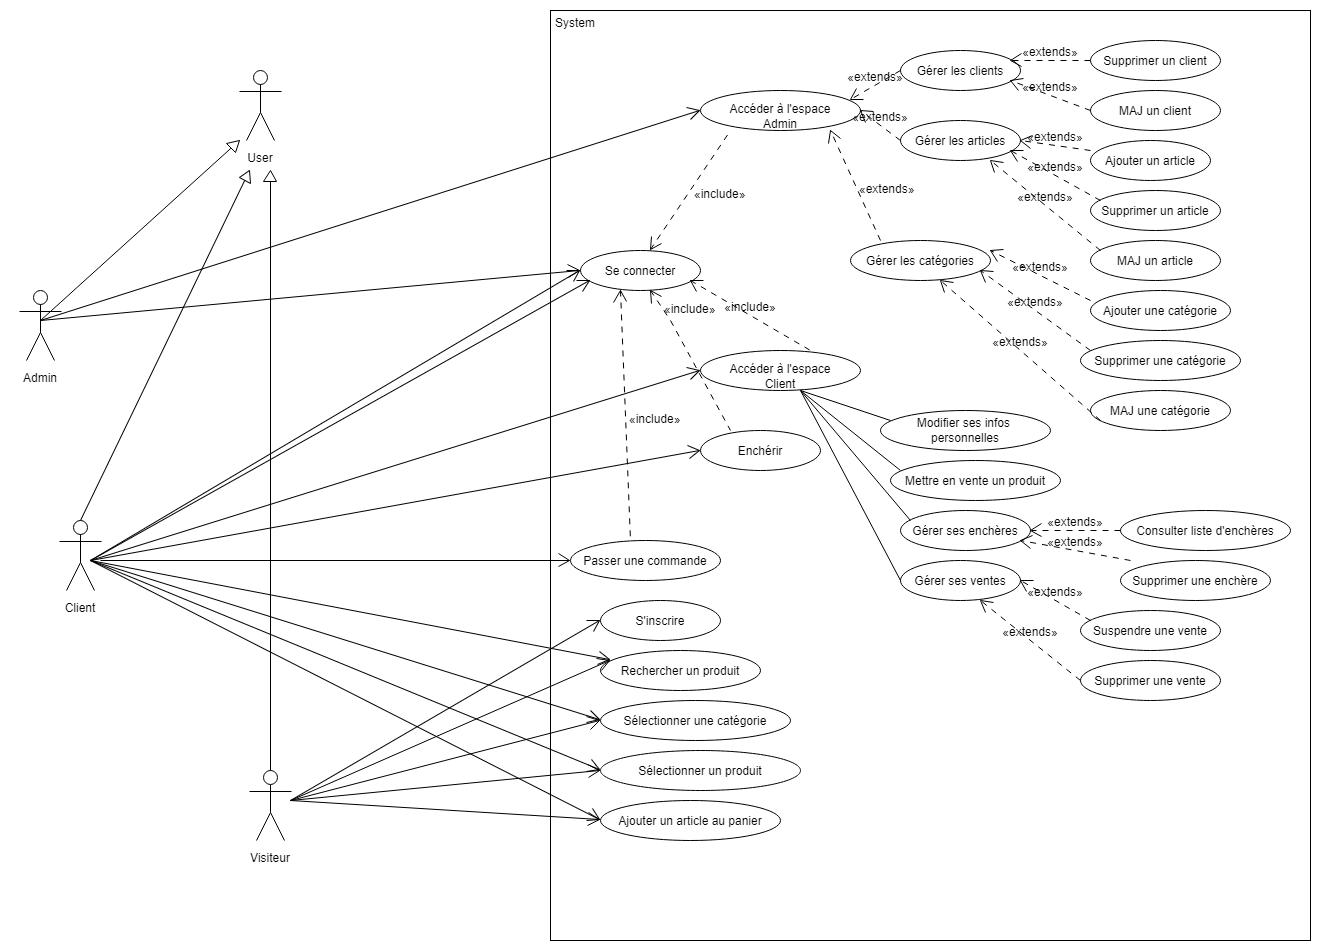 System
«extends»
Supprimer un client
Gérer les clients
«extends»
«extends»
Accéder à l'espace
Admin
MAJ un client
«extends»
«extends»
Gérer les articles
User
Ajouter un article
«extends»
«extends»
«include»
«extends»
Supprimer un article
Se connecter
Gérer les catégories
MAJ un article
«extends»
«extends»
Ajouter une catégorie
«include»
«include»
«extends»
Supprimer une catégorie
Admin
Accéder à l'espace
Client
MAJ une catégorie
«include»
Modifier ses infos
personnelles
Enchérir
Mettre en vente un produit
«extends»
Gérer ses enchères
Consulter liste d'enchères
«extends»
Passer une commande
Gérer ses ventes
Supprimer une enchère
«extends»
Client
S'inscrire
«extends»
Suspendre une vente
Rechercher un produit
Supprimer une vente
Sélectionner une catégorie
Sélectionner un produit
Ajouter un article au panier
Visiteur